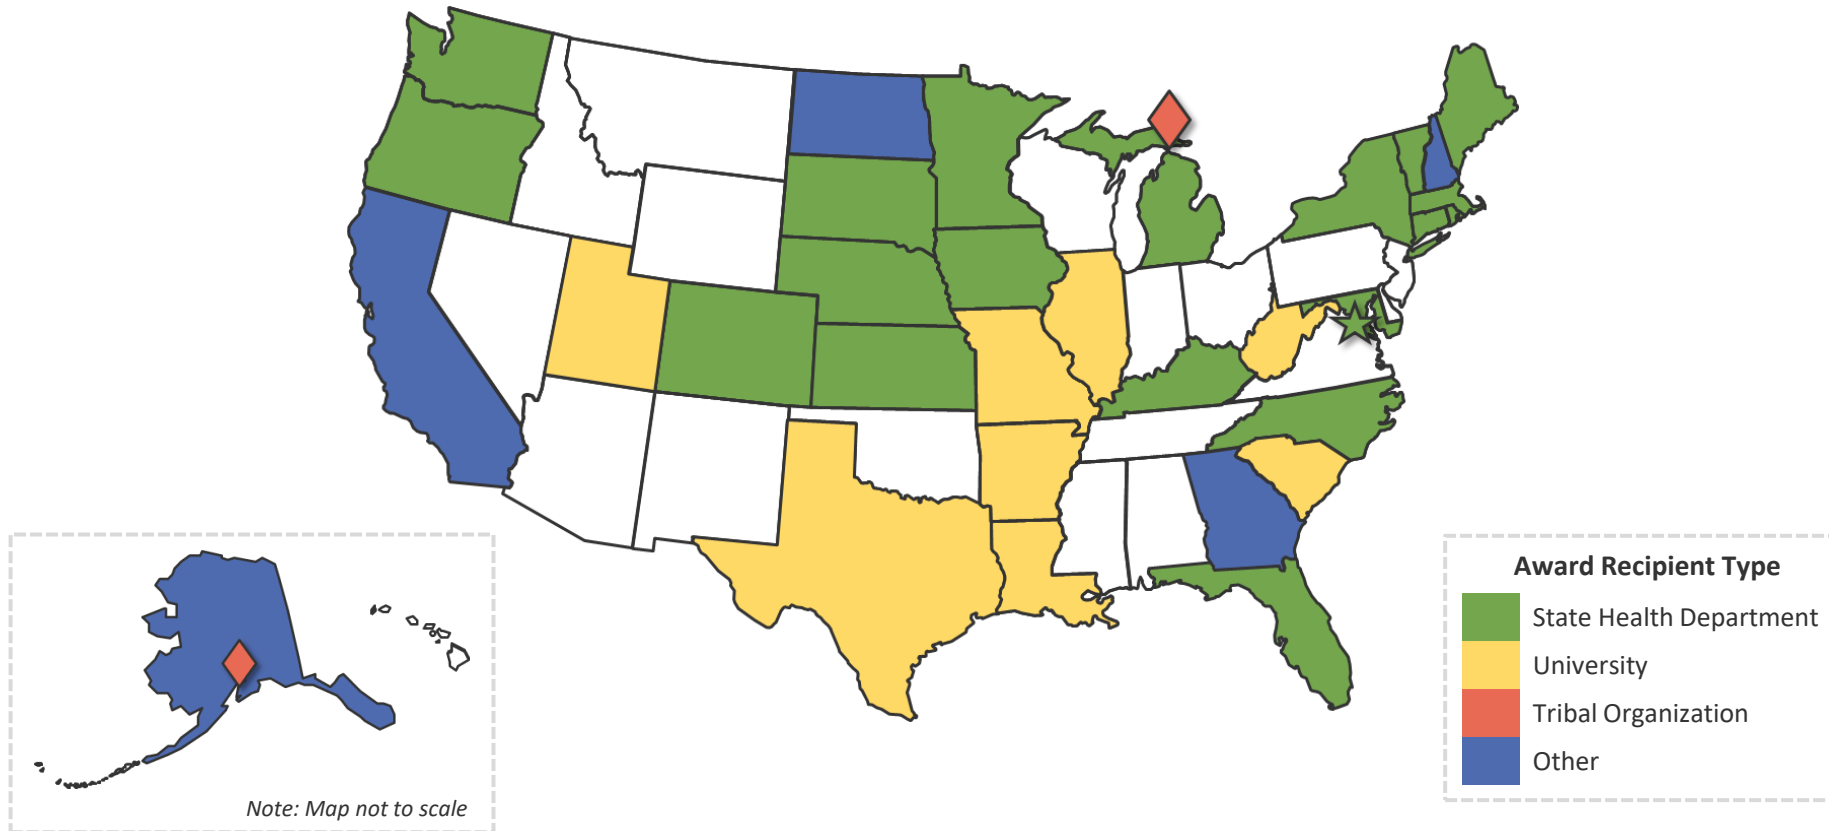 Award Recipient Type
State Health Department
University
Tribal Organization
Other
Note: Map not to scale